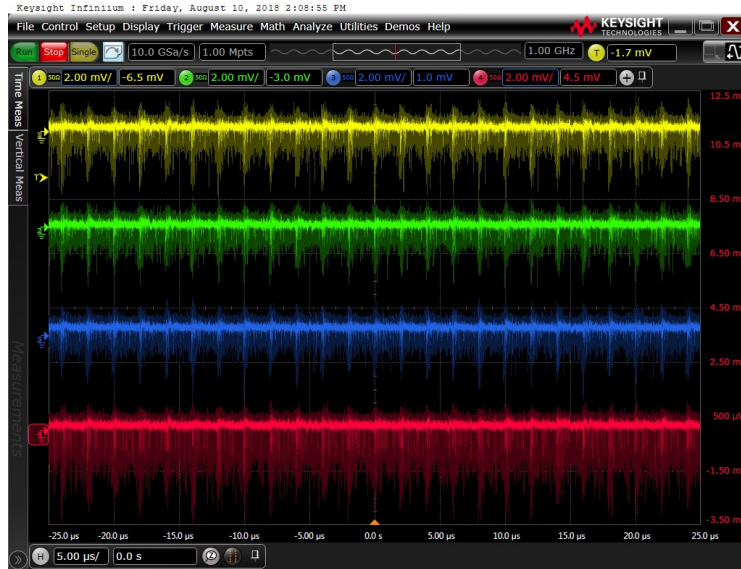 Keysight Infiniium : Friday, August 10, 2018 2:08:55 PM
File Control Setup Display Trigger Measure Math Analyze Utilities Demos Help
KEYSIGHT TECHNOLOGIES
Run Stop Single 10.0 GSa/s 1.00 Mpts 1.00 GHz T -1.7 mV
1 50Ω 2.00 mV/ -6.5 mV 2 50Ω 2.00 mV/ -3.0 mV 3 50Ω 2.00 mV/ 1.0 mV 4 50Ω 2.00 mV/ 4.5 mV
Time Meas
Vertical Meas
Measurements
12.5 m
10.5 m
T
8.50 m
6.50 m
4.50 m
2.50 m
500 µV
-1.50 m
-3.50 m
-25.0 µs -20.0 µs -15.0 µs -10.0 µs -5.00 µs 0.0 s 5.00 µs 10.0 µs 15.0 µs 20.0 µs 25.0 µs
H 5.00 µs/ 0.0 s